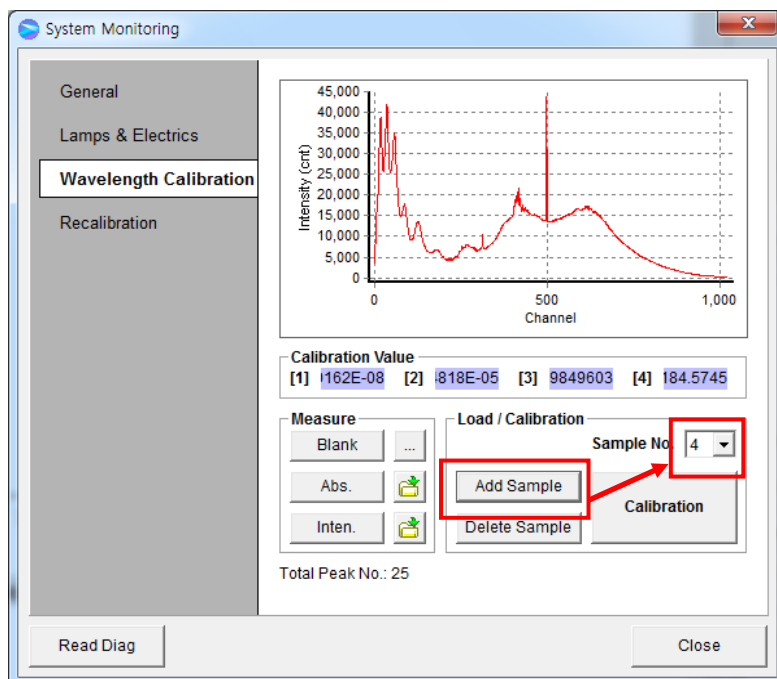 System Monitoring
General
Lamps & Electrics
Wavelength Calibration
Recalibration
45,000
40,000
35,000
30,000
25,000
20,000
15,000
10,000
5,000
0
Intensity (cnt)
0 500 1,000
Channel
Calibration Value
[1] 162E-08 [2] 4818E-05 [3] 9849603 [4] 184.5745
Measure
Blank ...
Abs.
Inten.
Load / Calibration
Sample No. 4
Add Sample
Calibration
Delete Sample
Total Peak No.: 25
Read Diag Close